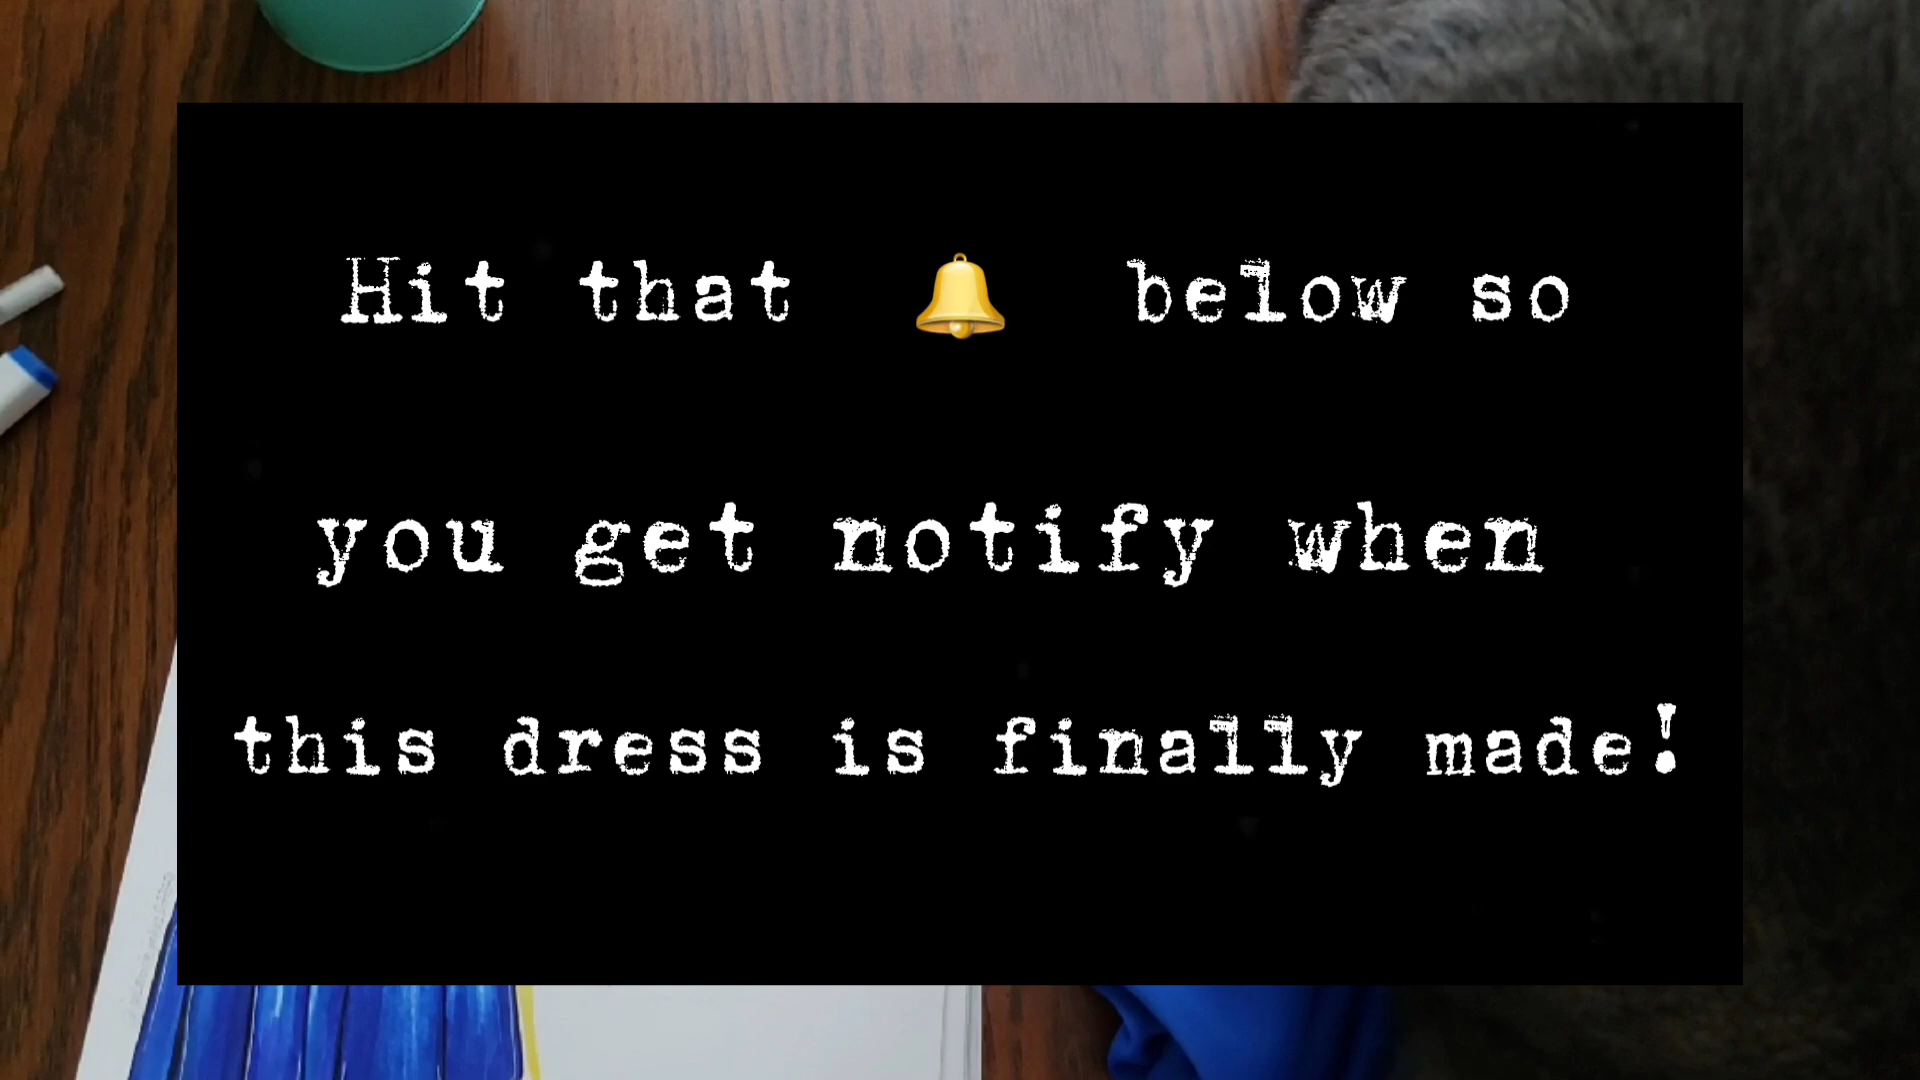 Hit that 🔔 below so
you get notify when
this dress is finally made!